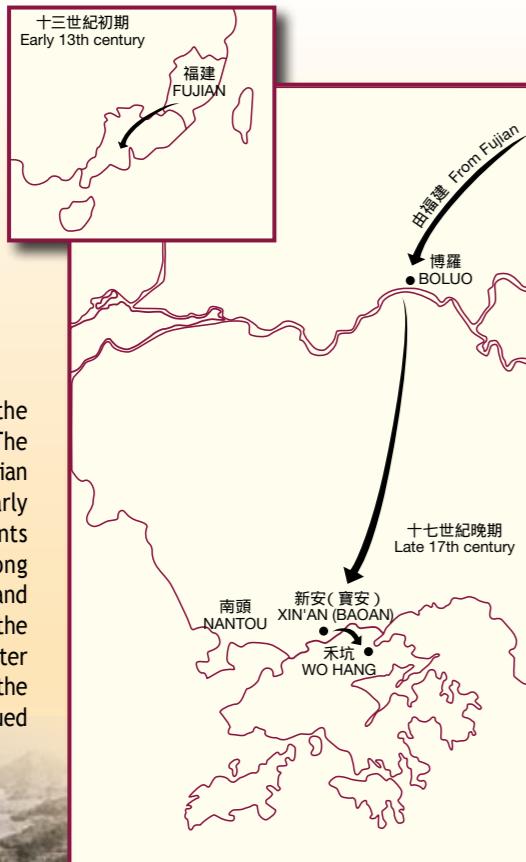 十三世紀初期
Early 13th century
福建
FUJIAN
由福建 From Fujian
博羅
BOLUO
十七世紀晚期
Late 17th century
新安（寶安）
XIN'AN (BAOAN)
南頭
NANTOU
禾坑
WO HANG
the
The
ian
arly
nts
ong
and
the
ter
the
ued